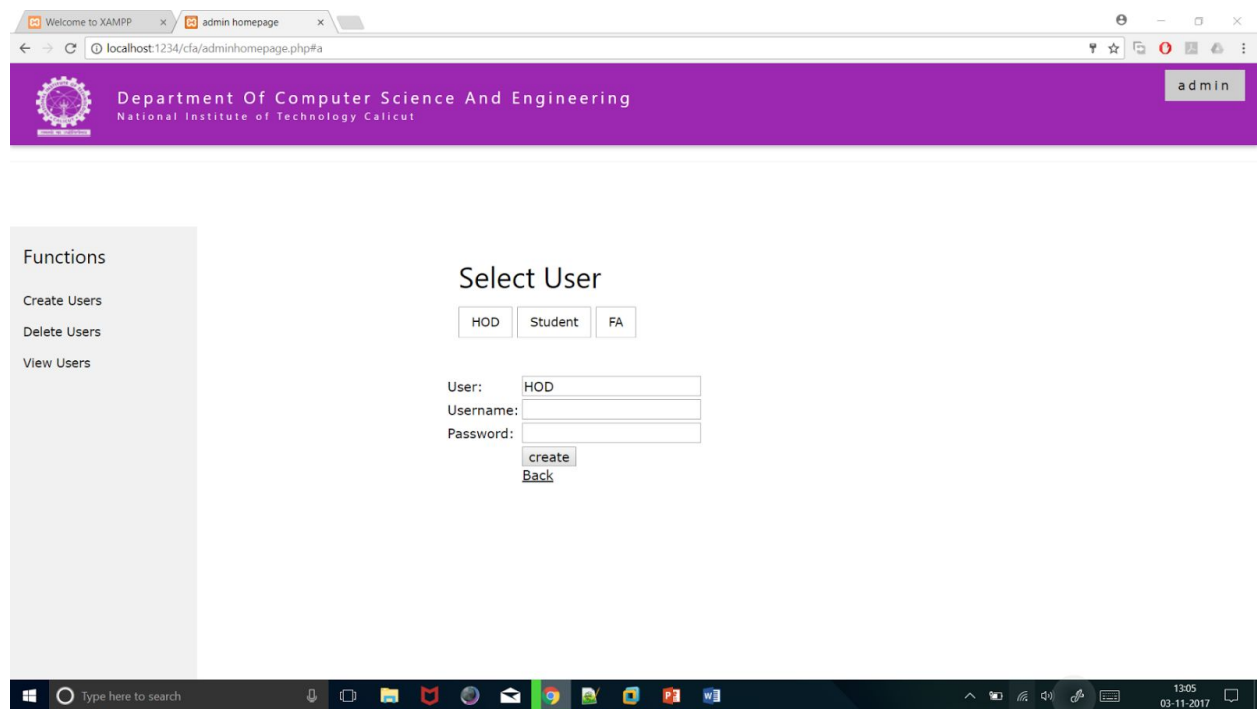 Welcome to XAMPP
admin homepage
localhost:1234/cfa/adminhomepage.php#a
Department Of Computer Science And Engineering
National Institute of Technology Calicut
admin
Functions
Create Users
Delete Users
View Users
Select User
HOD Student FA
User: HOD
Username:
Password:
create
Back
Type here to search
13:05
03-11-2017